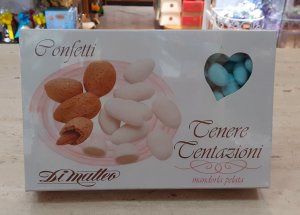 Confetti
Tenere
Tentazioni
mandorla pelata
Di Matteo